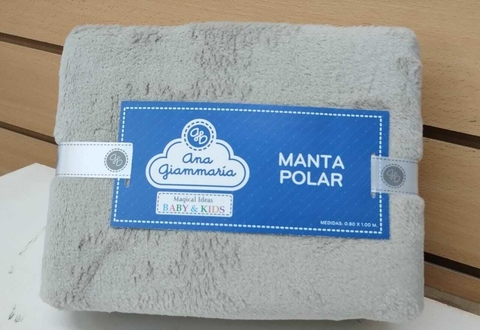 Ana
Giammaria
Magical Ideas
BABY & KIDS
MANTA
POLAR
MEDIDAS: 0.80 X 1.00 M.